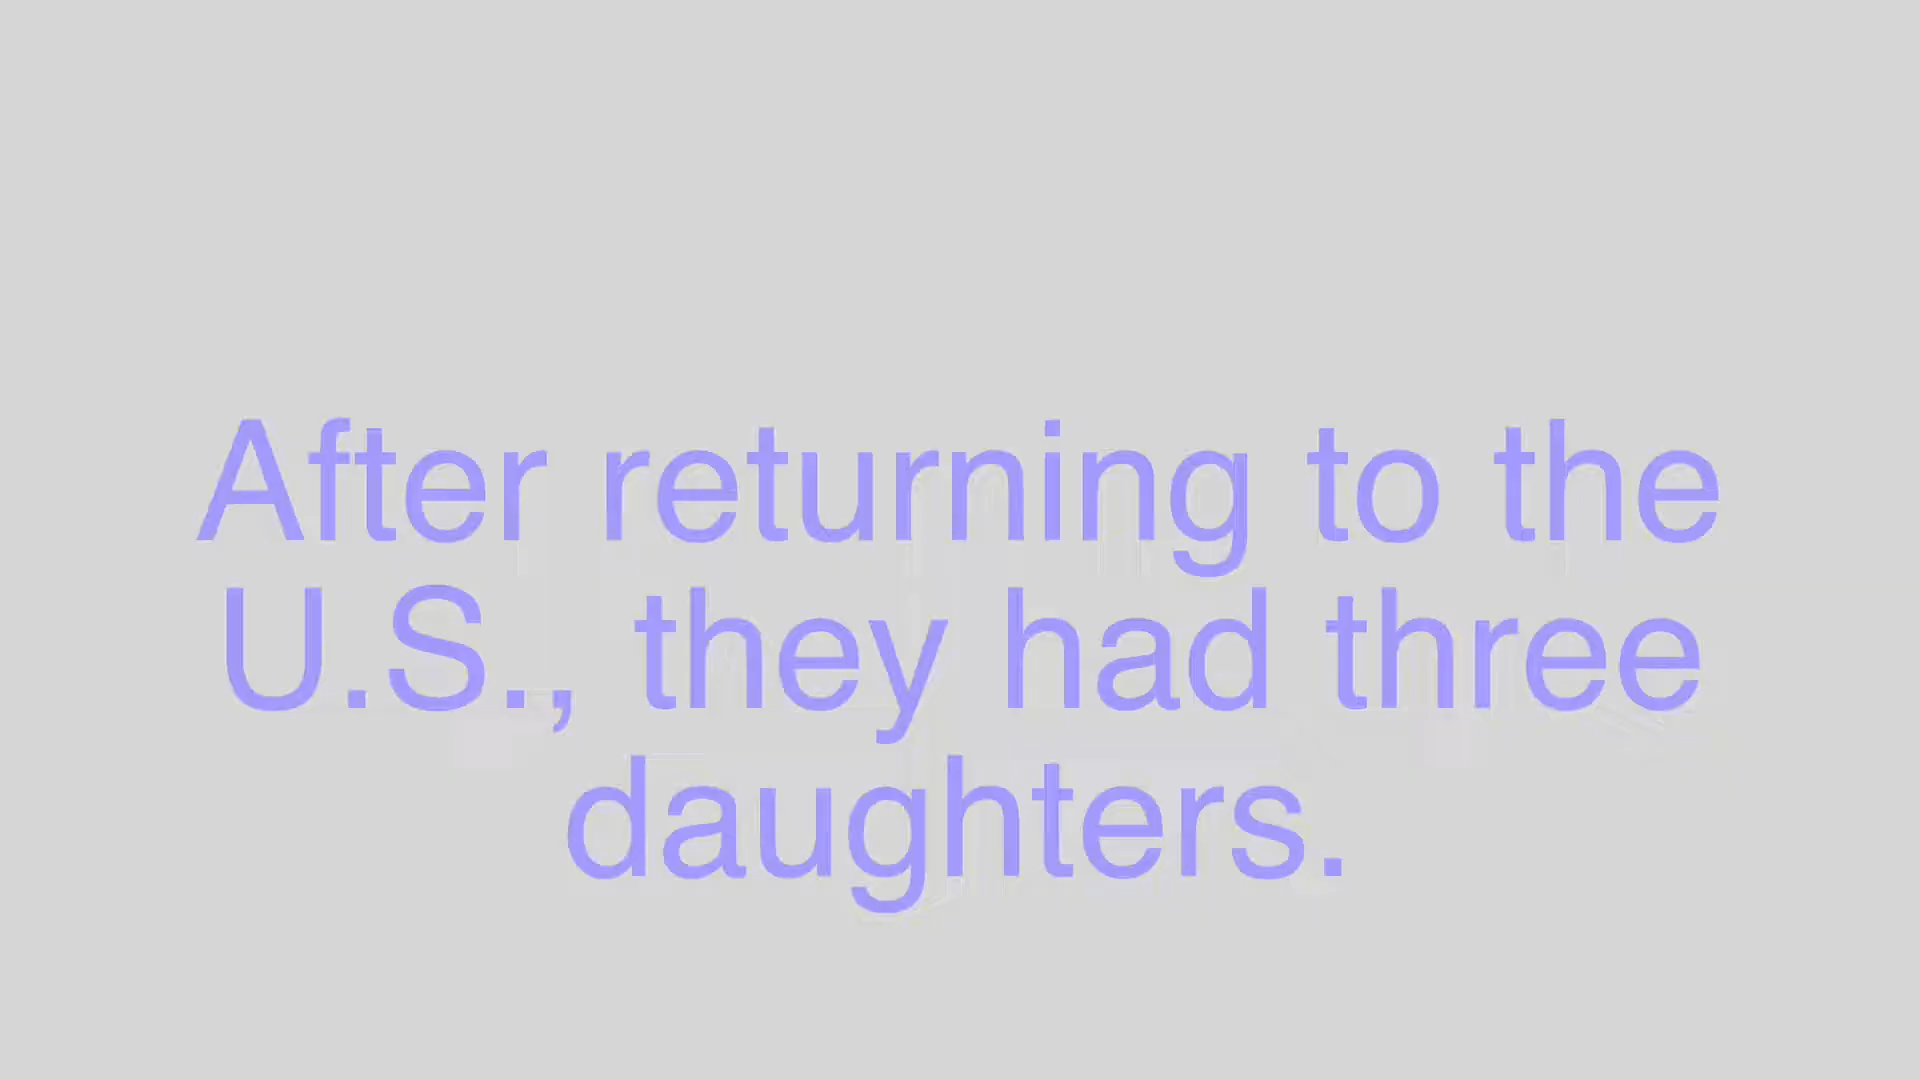 After returning to the
U.S., they had three
daughters.